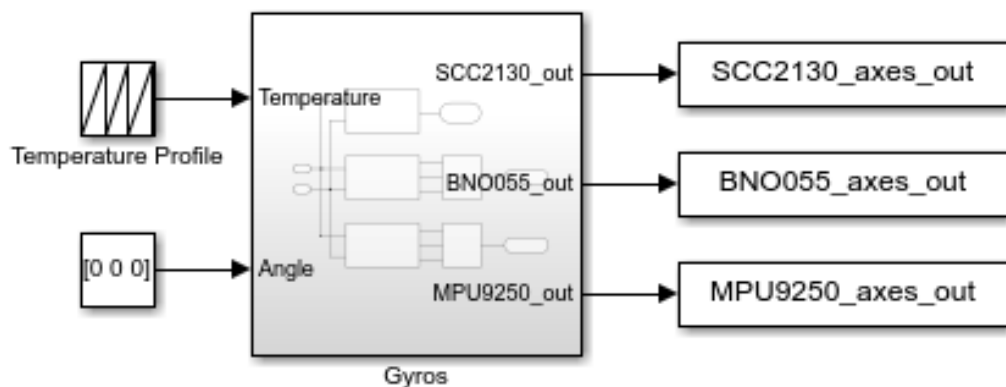 SCC2130_out
SCC2130_axes_out
Temperature
Temperature Profile
BNO055_out
BNO055_axes_out
[0 0 0]
Angle
MPU9250_out
MPU9250_axes_out
Gyros